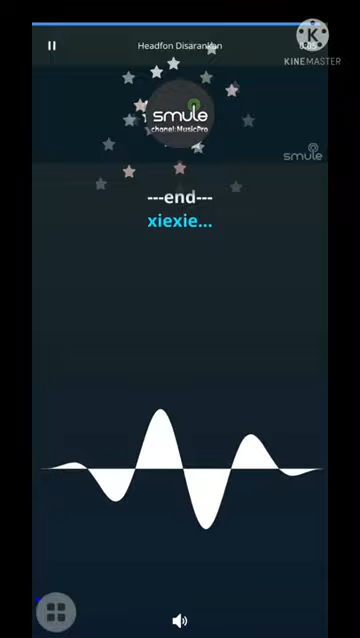 Headfon Disarankan
KINEMASTER
smule
chanel:MusicPro
smule
---end---
xiexie...